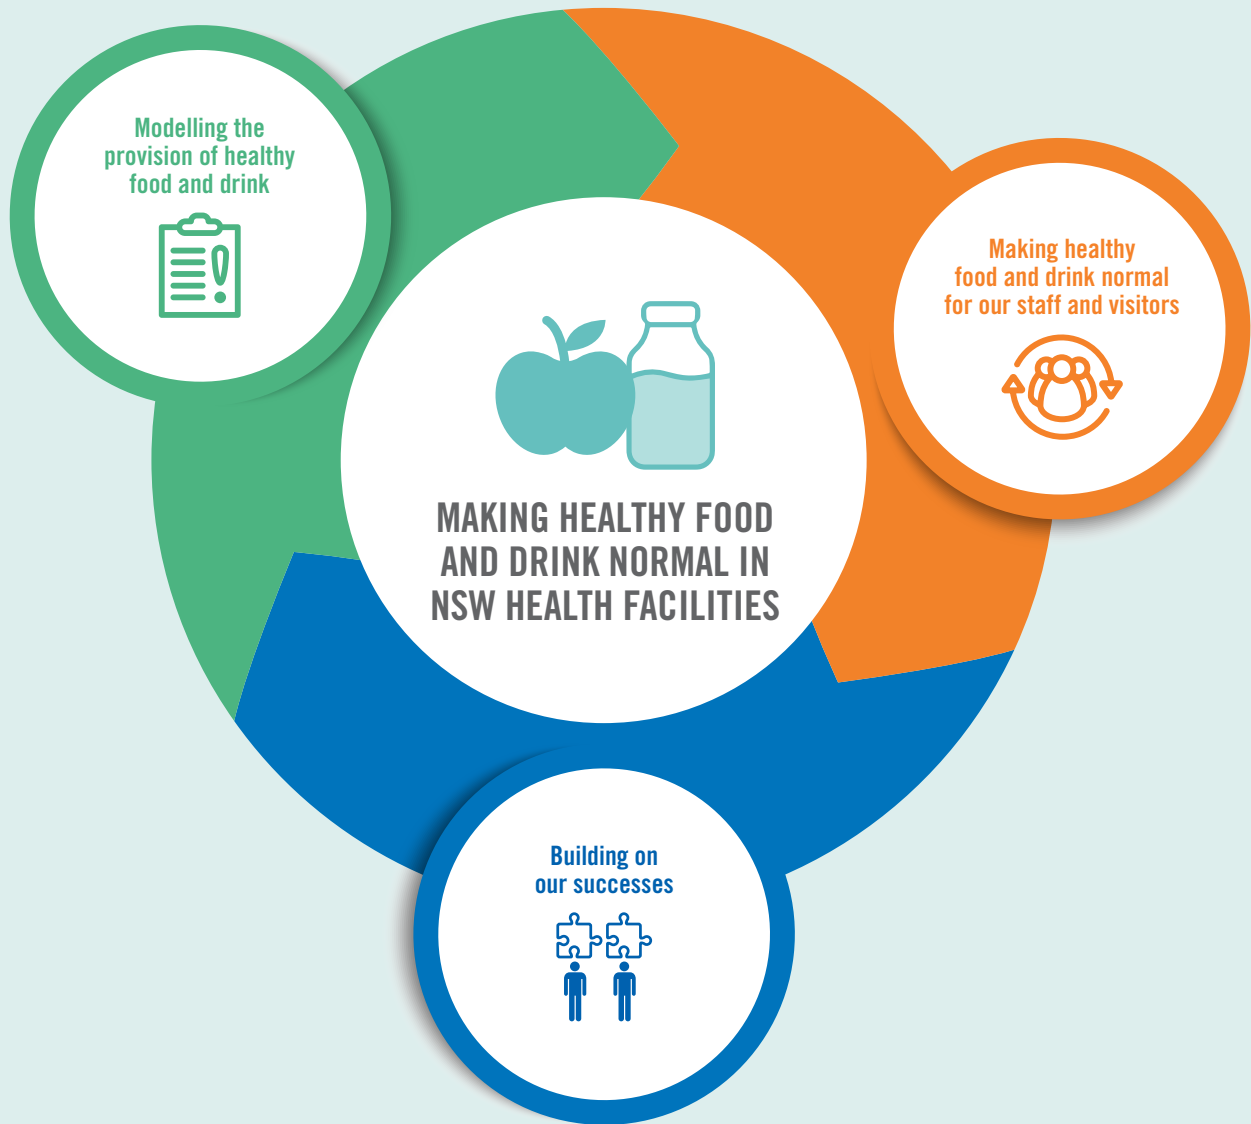 Modelling the
provision of healthy
food and drink
Making healthy
food and drink normal
for our staff and visitors
MAKING HEALTHY FOOD
AND DRINK NORMAL IN
NSW HEALTH FACILITIES
Building on
our successes